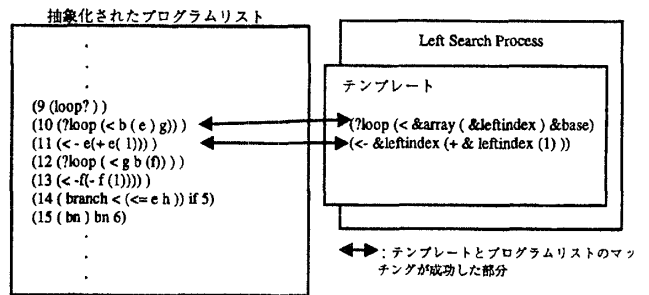 抽象化されたプログラムリスト
.
.
.
(9 (loop? ) )
(10 (?loop (< b ( e ) g)) )
(11 (< - e(+ e( 1)))) )
(12 (?loop ( < g b (f)) ) )
(13 (< -f(- f (1)))) )
(14 ( branch < (<= e h )) if 5)
(15 ( bn ) bn 6)
.
.
.
Left Search Process
テンプレート
(?loop (< &array ( &leftindex ) &base)
(<- &leftindex (+ & leftindex (1) ))
: テンプレートとプログラムリストのマッ
チングが成功した部分